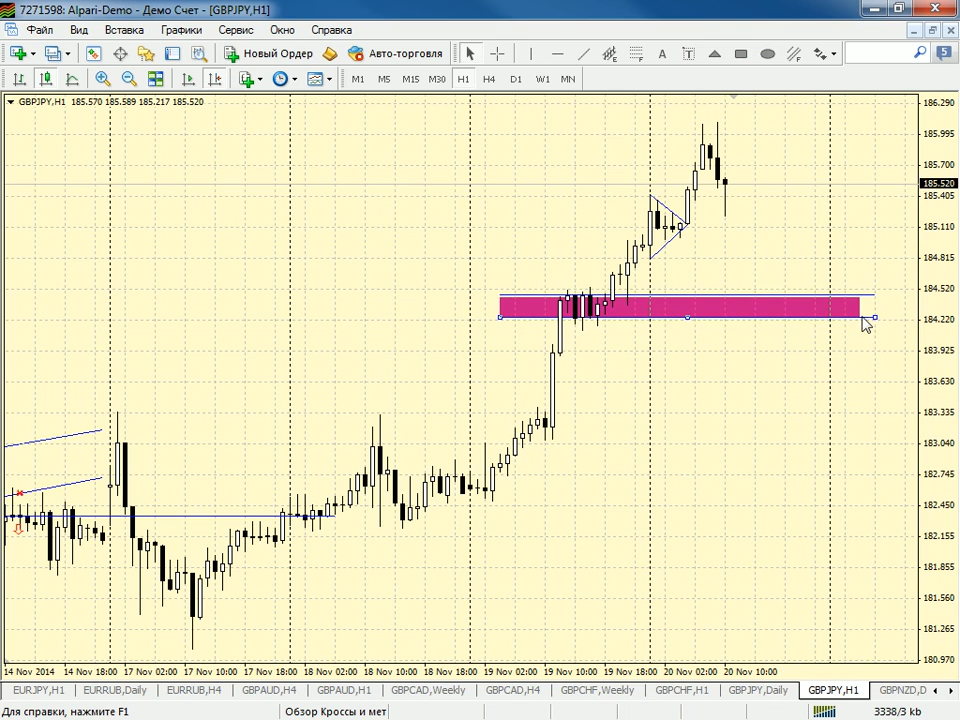 7271598: Alpari-Demo - Демо Счет - [GBPJPY,H1]
Файл Вид Вставка Графики Сервис Окно Справка
Новый Ордер Авто-торговля A T 5
M1 M5 M15 M30 H1 H4 D1 W1 MN
GBPJPY,H1 185.570 185.589 185.217 185.520
186.290
185.995
185.700
185.520
185.405
185.110
184.815
184.520
184.220
183.925
183.630
183.335
183.040
182.745
182.450
182.155
181.855
181.560
181.265
180.970
14 Nov 2014 14 Nov 18:00 17 Nov 02:00 17 Nov 10:00 17 Nov 18:00 18 Nov 02:00 18 Nov 10:00 18 Nov 18:00 19 Nov 02:00 19 Nov 10:00 19 Nov 18:00 20 Nov 02:00 20 Nov 10:00
EURJPY,H1 EURRUB,Daily EURRUB,H4 GBPAUD,H4 GBPAUD,H1 GBPCAD,Weekly GBPCAD,H4 GBPCHF,Weekly GBPCHF,H1 GBPJPY,Daily GBPJPY,H1 GBPNZD,D
Для справки, нажмите F1 Обзор Кроссы и мет 3338/3 kb